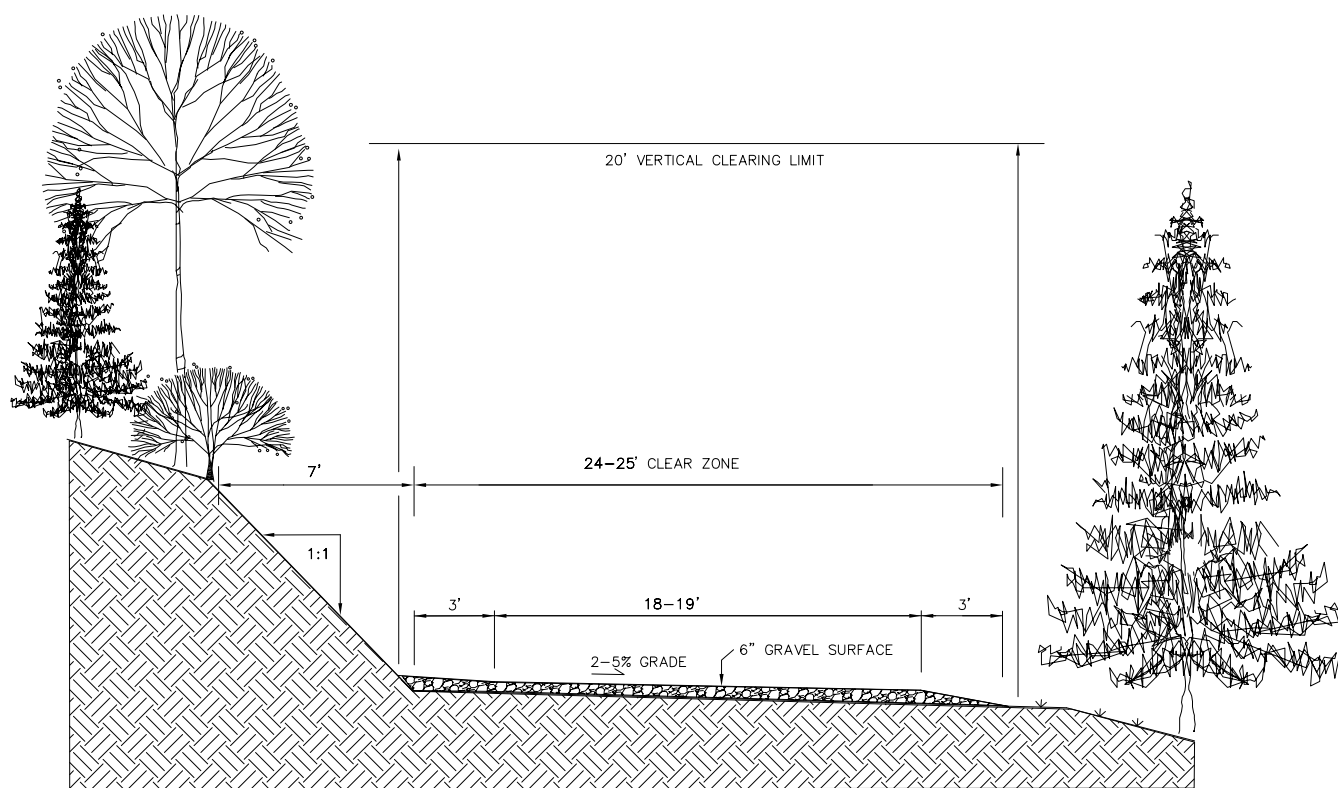 20' VERTICAL CLEARING LIMIT
7'
24–25' CLEAR ZONE
1:1
3'
18–19'
3'
2–5% GRADE
6" GRAVEL SURFACE